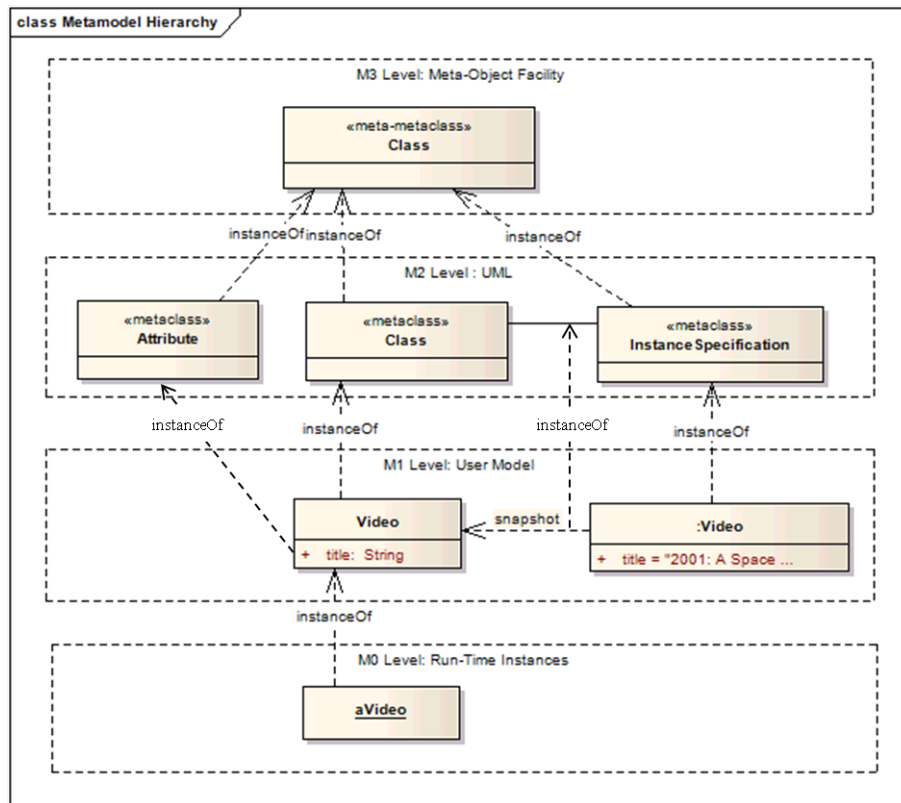 class Metamodel Hierarchy
M3 Level: Meta-Object Facility
«meta-metaclass»
Class
instanceOf
instanceOf
instanceOf
M2 Level : UML
«metaclass»
Attribute
«metaclass»
Class
«metaclass»
InstanceSpecification
instanceOf
instanceOf
instanceOf
instanceOf
M1 Level: User Model
Video
+ title: String
snapshot
:Video
+ title = "2001: A Space ...
instanceOf
M0 Level: Run-Time Instances
aVideo